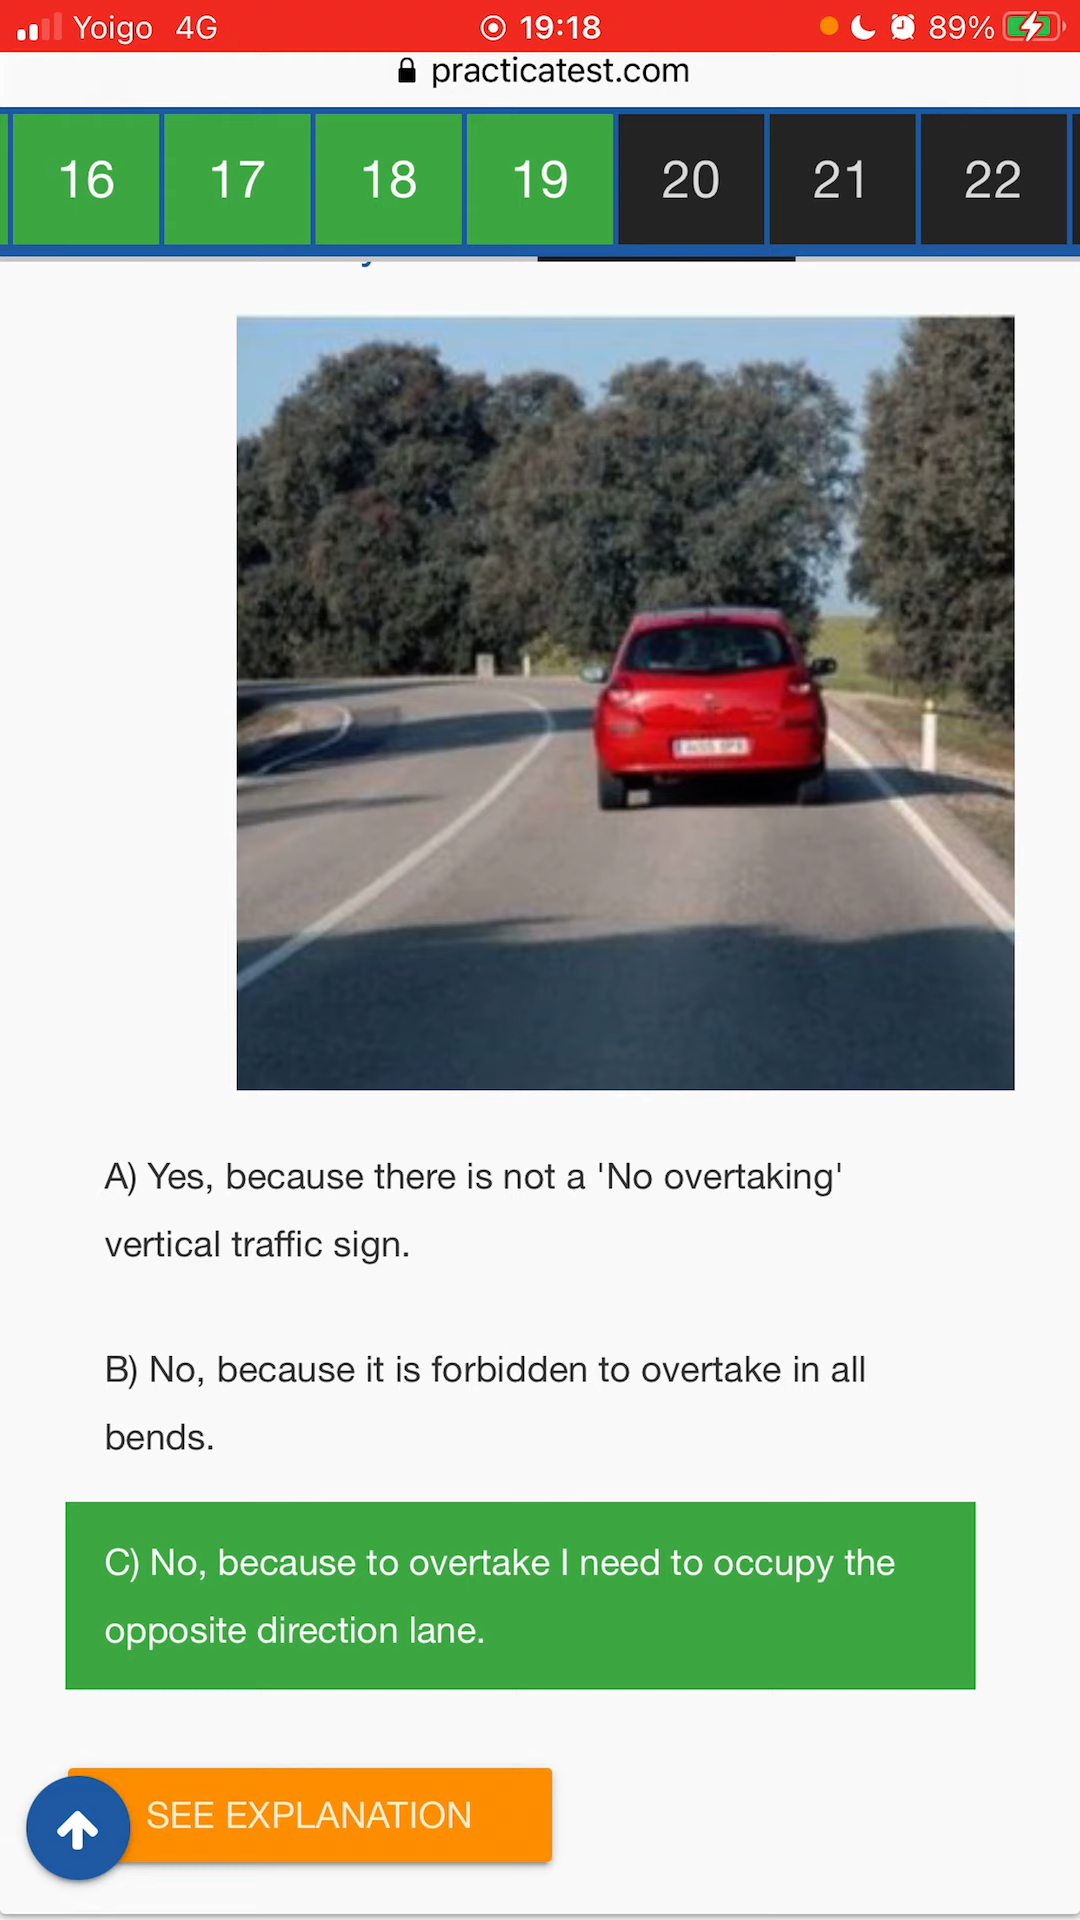 Yoigo 4G 19:18 89%
practicatest.com
16 17 18 19 20 21 22
A) Yes, because there is not a 'No overtaking'
vertical traffic sign.
B) No, because it is forbidden to overtake in all
bends.
C) No, because to overtake I need to occupy the
opposite direction lane.
SEE EXPLANATION